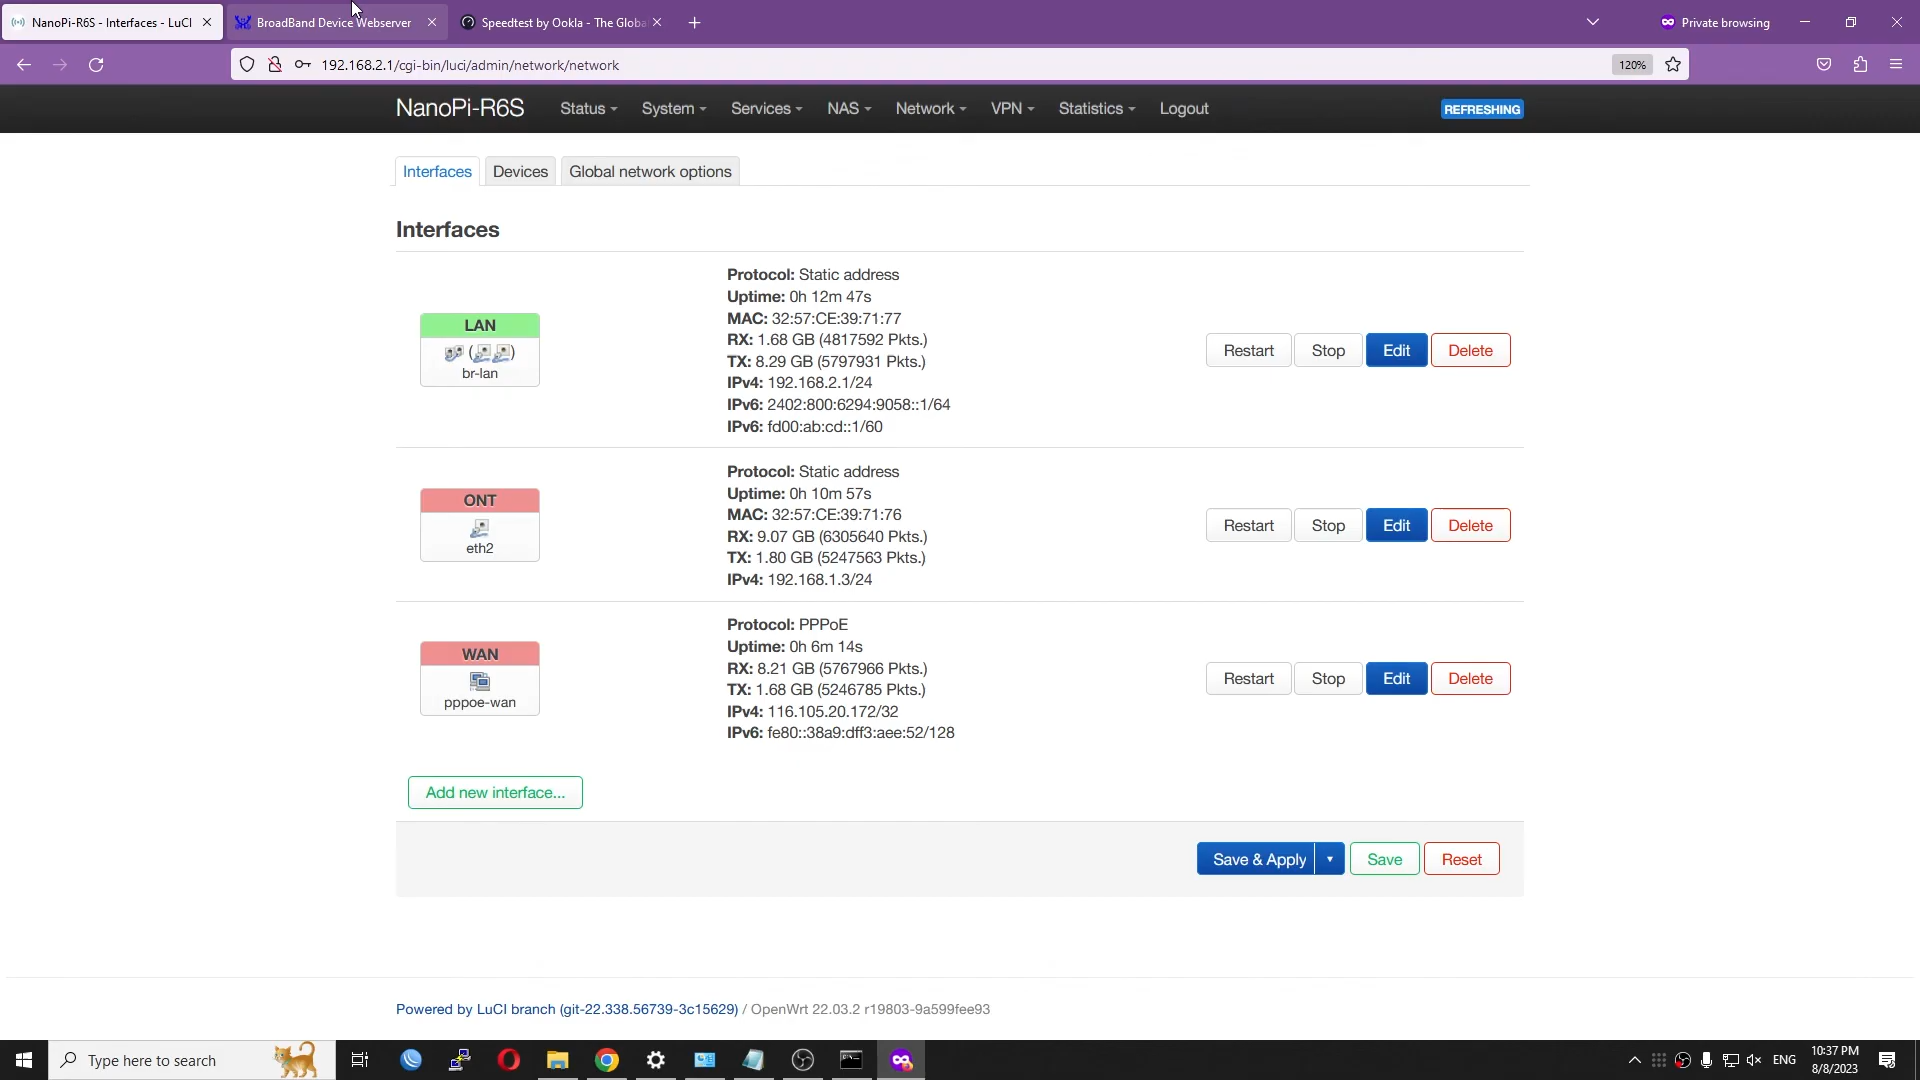 NanoPi-R6S - Interfaces - LuCI
BroadBand Device Webserver
Speedtest by Ookla - The Globa
Private browsing
192.168.2.1/cgi-bin/luci/admin/network/network
120%
NanoPi-R6S
Status
System
Services
NAS
Network
VPN
Statistics
Logout
REFRESHING
Interfaces
Devices
Global network options
Interfaces
LAN
br-lan
Protocol: Static address
Uptime: 0h 12m 47s
MAC: 32:57:CE:39:71:77
RX: 1.68 GB (4817592 Pkts.)
TX: 8.29 GB (5797931 Pkts.)
IPv4: 192.168.2.1/24
IPv6: 2402:800:6294:9058::1/64
IPv6: fd00:ab:cd::1/60
Restart
Stop
Edit
Delete
ONT
eth2
Protocol: Static address
Uptime: 0h 10m 57s
MAC: 32:57:CE:39:71:76
RX: 9.07 GB (6305640 Pkts.)
TX: 1.80 GB (5247563 Pkts.)
IPv4: 192.168.1.3/24
Restart
Stop
Edit
Delete
WAN
pppoe-wan
Protocol: PPPoE
Uptime: 0h 6m 14s
RX: 8.21 GB (5767966 Pkts.)
TX: 1.68 GB (5246785 Pkts.)
IPv4: 116.105.20.172/32
IPv6: fe80::38a9:dff3:aee:52/128
Restart
Stop
Edit
Delete
Add new interface...
Save & Apply
Save
Reset
Powered by LuCI branch (git-22.338.56739-3c15629) / OpenWrt 22.03.2 r19803-9a599fee93
Type here to search
ENG
10:37 PM
8/8/2023